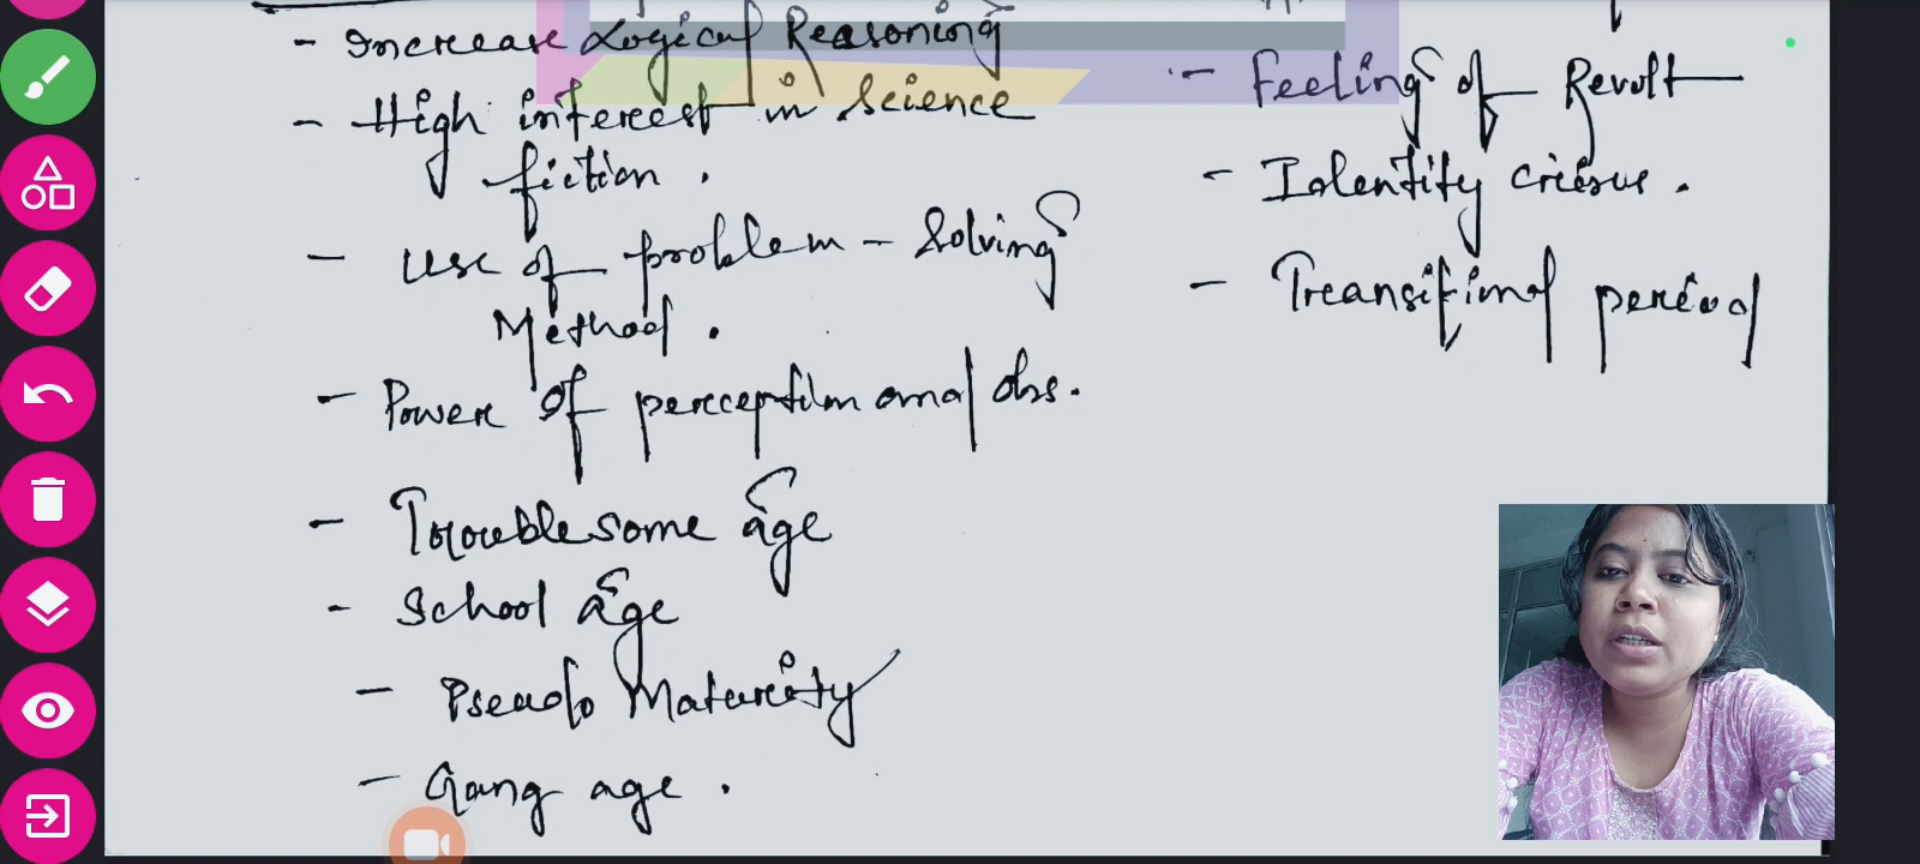 - Increase Logical Reasoning
- High interest in Science
fiction.
- Use of problem-Solving
Method.
- Power of perception and obs.
- Troublesome age
- School age
- Pseudo Maturity
- Gang age.
- Feeling of Revolt
- Identity crisis.
- Transitional period